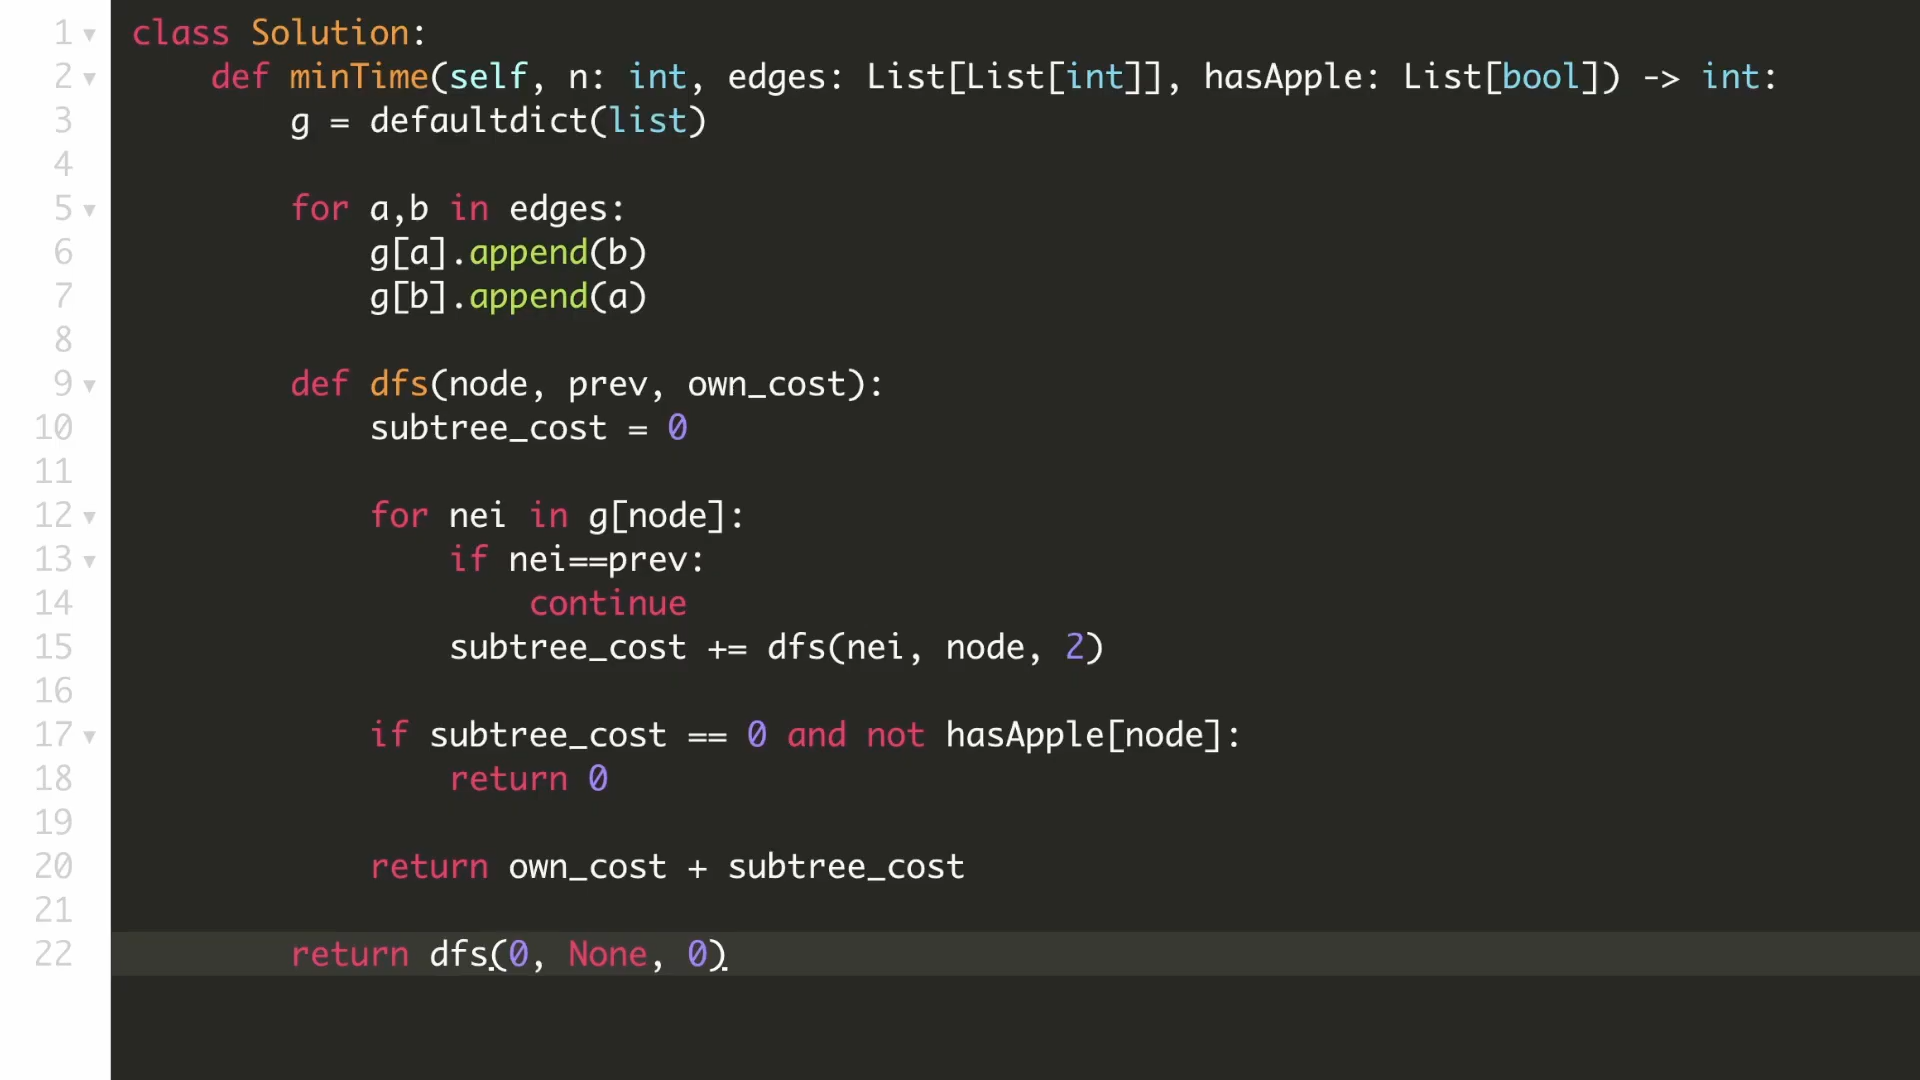 1 class Solution:
2     def minTime(self, n: int, edges: List[List[int]], hasApple: List[bool]) -> int:
3         g = defaultdict(list)
4
5         for a,b in edges:
6             g[a].append(b)
7             g[b].append(a)
8
9         def dfs(node, prev, own_cost):
10             subtree_cost = 0
11
12             for nei in g[node]:
13                 if nei==prev:
14                     continue
15                 subtree_cost += dfs(nei, node, 2)
16
17             if subtree_cost == 0 and not hasApple[node]:
18                 return 0
19
20             return own_cost + subtree_cost
21
22         return dfs(0, None, 0)